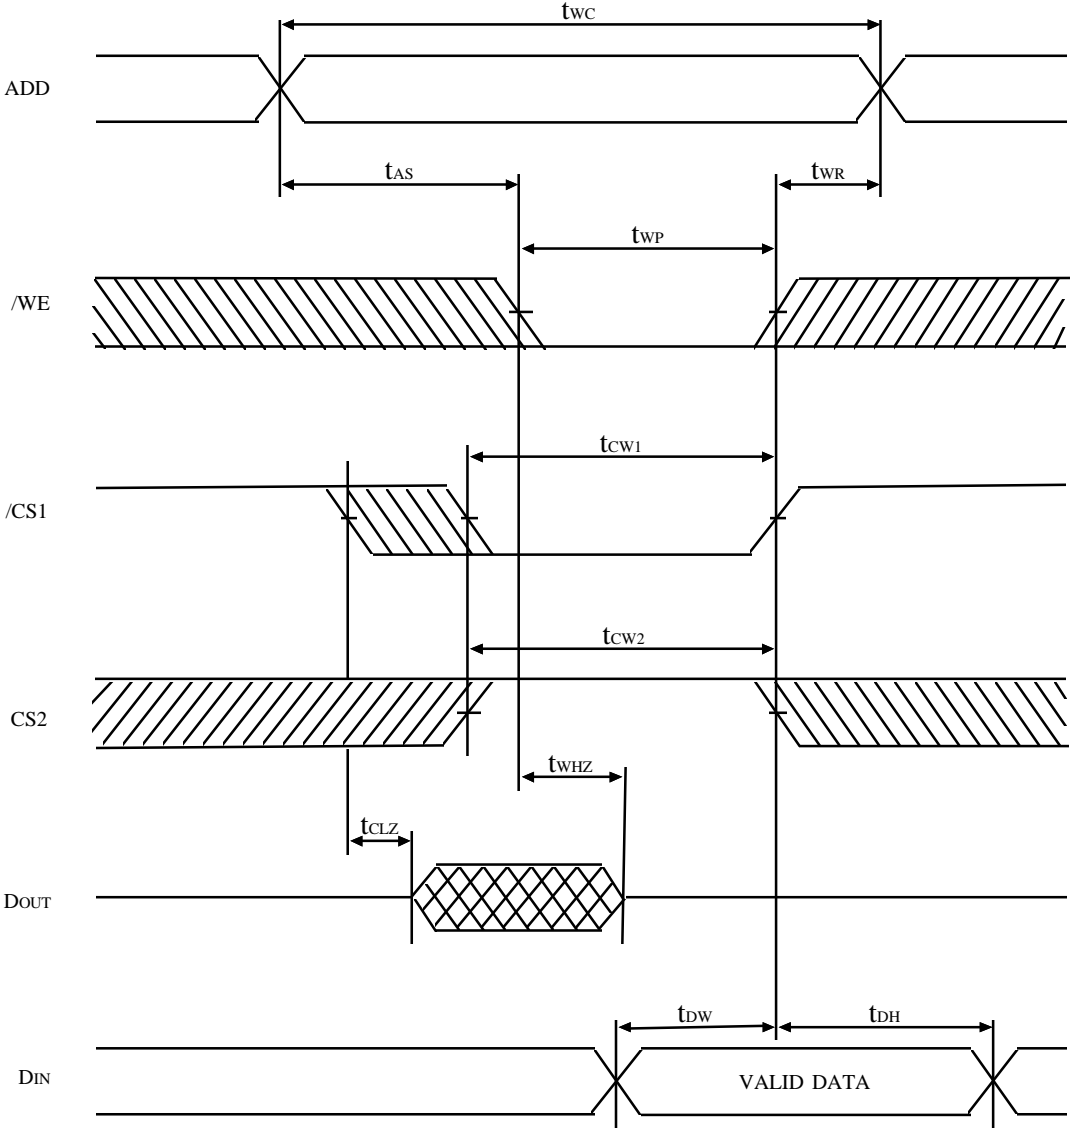 tWC
ADD
tAS
tWR
tWP
/WE
tCW1
/CS1
tCW2
CS2
tWHZ
tCLZ
DOUT
tDW
tDH
DIN
VALID DATA